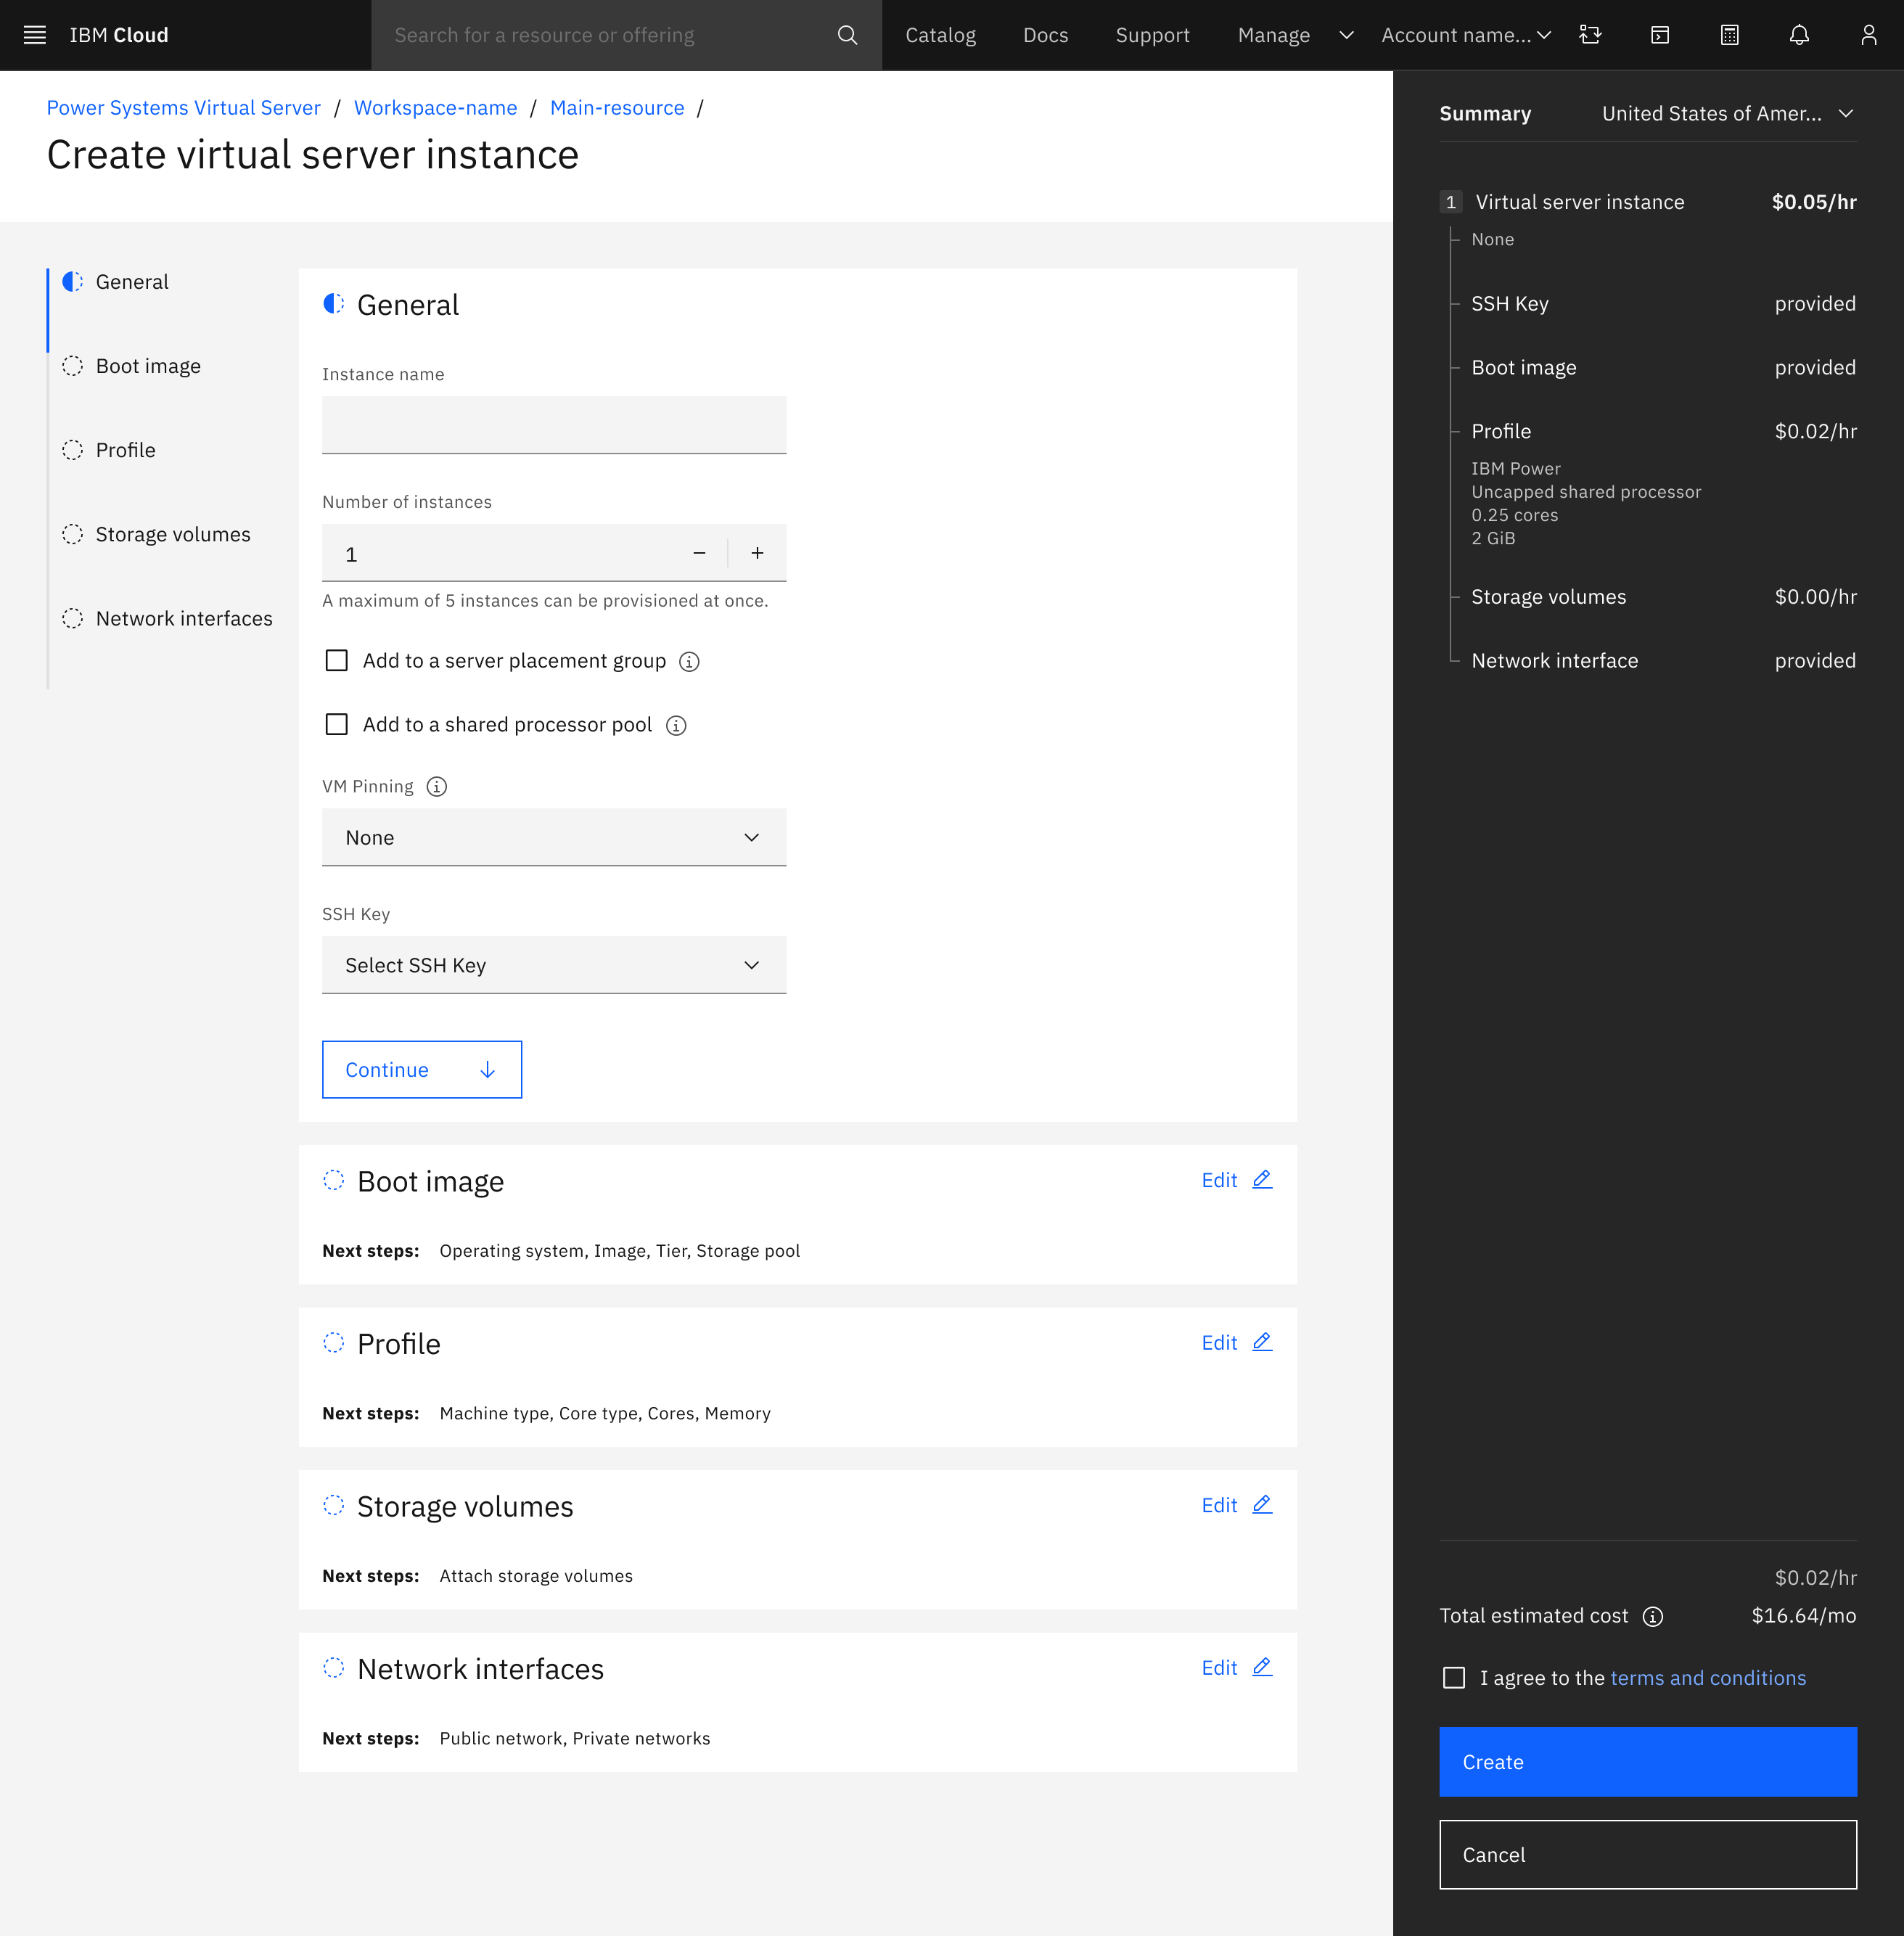 IBM Cloud
Search for a resource or offering
Catalog
Docs
Support
Manage
Account name...
Power Systems Virtual Server / Workspace-name / Main-resource /
Create virtual server instance
General
Boot image
Profile
Storage volumes
Network interfaces
General
Instance name
Number of instances
1
A maximum of 5 instances can be provisioned at once.
Add to a server placement group
Add to a shared processor pool
VM Pinning
None
SSH Key
Select SSH Key
Continue
Boot image
Edit
Next steps: Operating system, Image, Tier, Storage pool
Profile
Edit
Next steps: Machine type, Core type, Cores, Memory
Storage volumes
Edit
Next steps: Attach storage volumes
Network interfaces
Edit
Next steps: Public network, Private networks
Summary
United States of Amer...
1 Virtual server instance $0.05/hr
None
SSH Key provided
Boot image provided
Profile $0.02/hr
IBM Power
Uncapped shared processor
0.25 cores
2 GiB
Storage volumes $0.00/hr
Network interface provided
$0.02/hr
Total estimated cost $16.64/mo
I agree to the terms and conditions
Create
Cancel